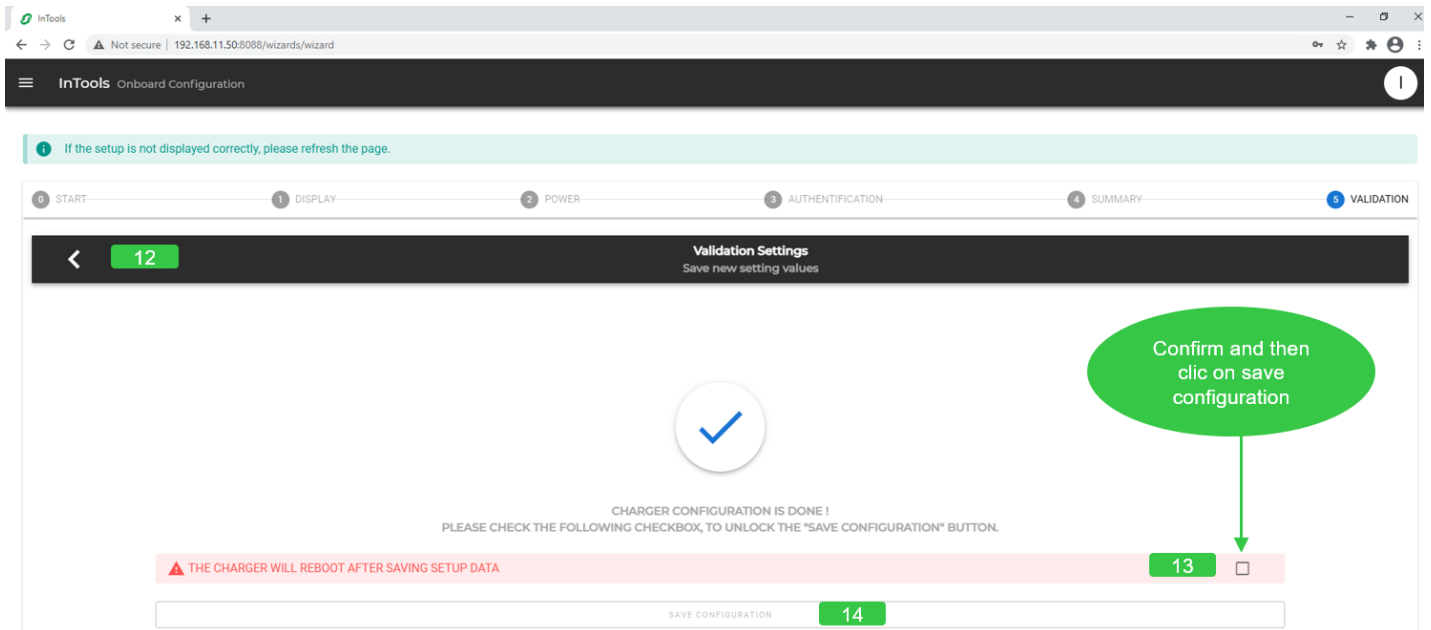 InTools
Not secure | 192.168.11.50:8088/wizards/wizard
InTools Onboard Configuration
I
If the setup is not displayed correctly, please refresh the page.
0 START 1 DISPLAY 2 POWER 3 AUTHENTIFICATION 4 SUMMARY 5 VALIDATION
12
Validation Settings
Save new setting values
Confirm and then
clic on save
configuration
CHARGER CONFIGURATION IS DONE !
PLEASE CHECK THE FOLLOWING CHECKBOX, TO UNLOCK THE "SAVE CONFIGURATION" BUTTON.
THE CHARGER WILL REBOOT AFTER SAVING SETUP DATA 13
SAVE CONFIGURATION 14